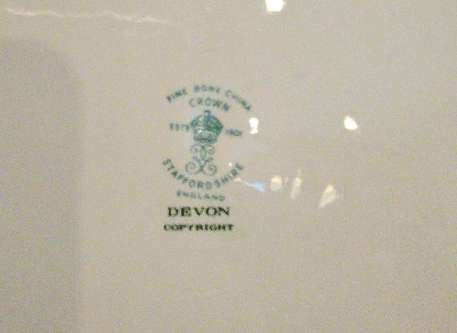 FINE BONE CHINA
CROWN
ESTD 1801
STAFFORDSHIRE
ENGLAND
DEVON
COPYRIGHT